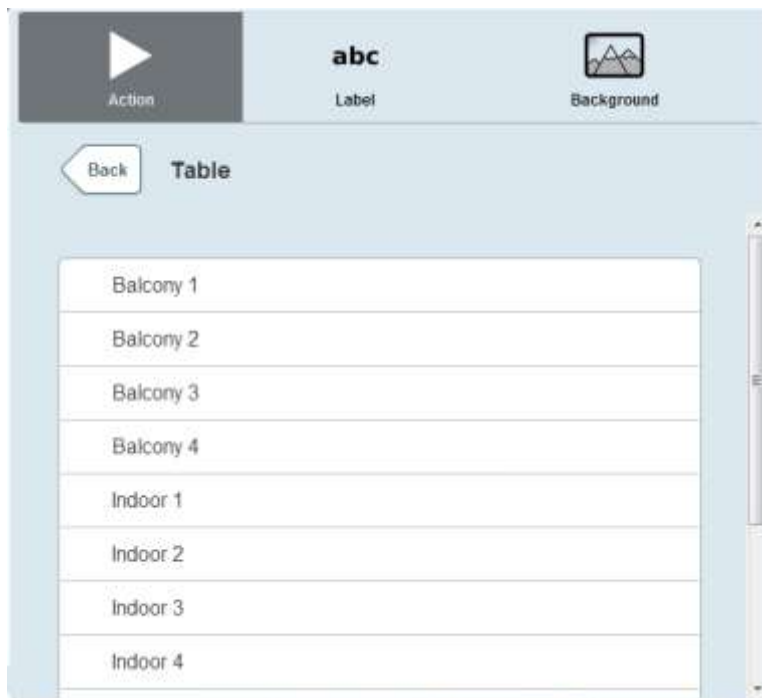 abc
Action Label Background
Back Table
Balcony 1
Balcony 2
Balcony 3
Balcony 4
Indoor 1
Indoor 2
Indoor 3
Indoor 4